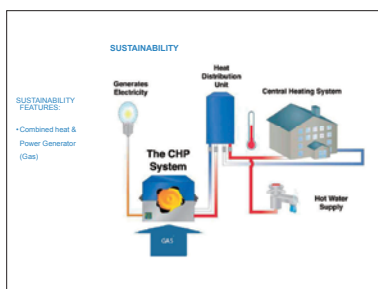 SUSTAINABILITY
SUSTAINABILITY
FEATURES:
• Combined heat &
Power Generator
(Gas)
Generates
Electricity
Heat
Distribution
Unit
Central Heating System
The CHP
System
Hot Water
Supply
GAS